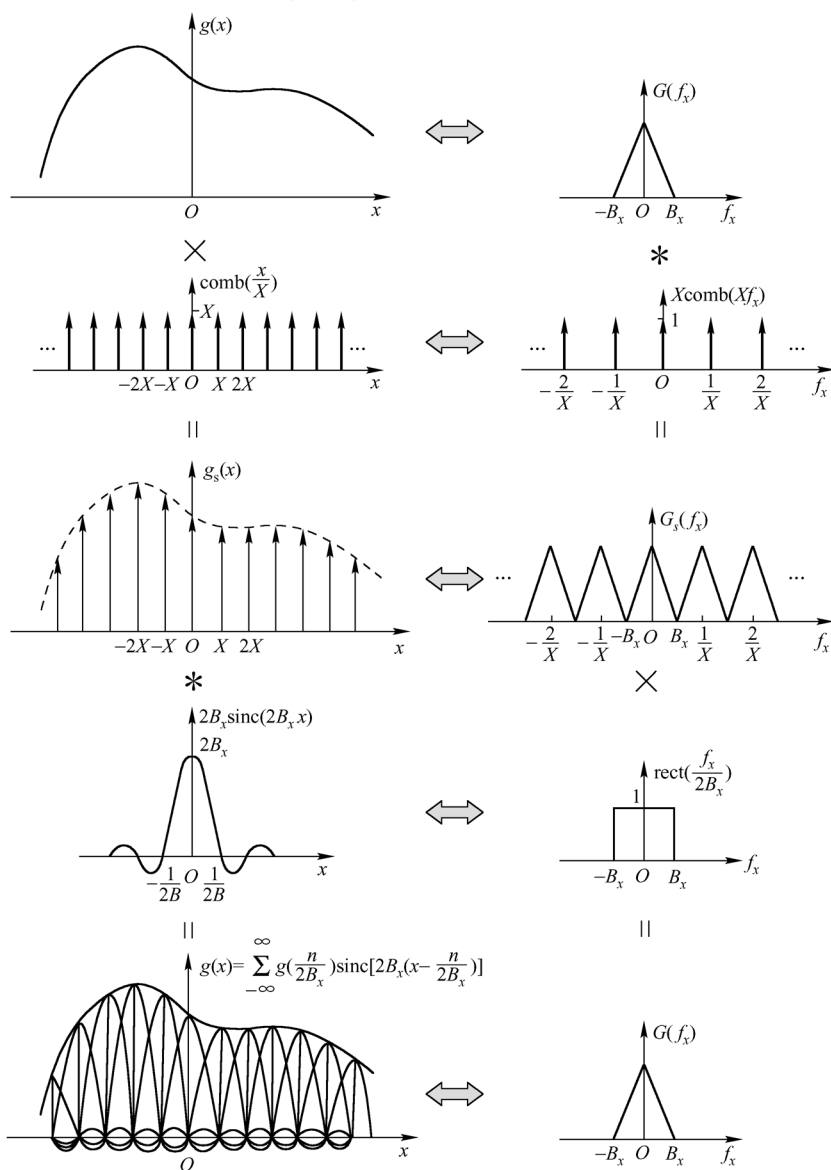 g(x)
O
x
G(f_x)
−B_x O B_x f_x
×
*
comb(x/X)
X
... ...
−2X −X O X 2X x
Xcomb(Xf_x)
1
... ...
−2/X −1/X O 1/X 2/X f_x
=
=
g_s(x)
−2X −X O X 2X x
G_s(f_x)
... ...
−2/X −1/X −B_x O B_x 1/X 2/X f_x
*
×
2B_x sinc(2B_x x)
2B_x
−1/2B O 1/2B x
rect(f_x/2B_x)
1
−B_x O B_x f_x
=
=
g(x)=∑_{−∞}^{∞} g(n/2B_x)sinc[2B_x(x−n/2B_x)]
O
x
G(f_x)
−B_x O B_x f_x